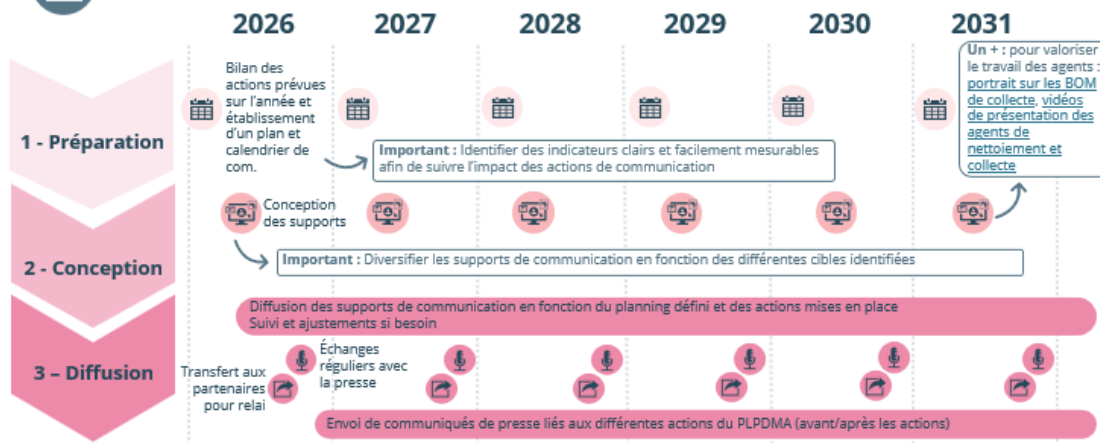 2026
2027
2028
2029
2030
2031
1 - Préparation
Bilan des
actions prévues
sur l'année et
établissement
d'un plan et
calendrier de
com.
Important : Identifier des indicateurs clairs et facilement mesurables
afin de suivre l'impact des actions de communication
Un + : pour valoriser
le travail des agents :
portrait sur les BOM
de collecte, vidéos
de présentation des
agents de
nettoiement et
collecte
2 - Conception
Conception
des supports
Important : Diversifier les supports de communication en fonction des différentes cibles identifiées
3 – Diffusion
Diffusion des supports de communication en fonction du planning défini et des actions mises en place
Suivi et ajustements si besoin
Échanges
réguliers avec
la presse
Transfert aux
partenaires
pour relai
Envoi de communiqués de presse liés aux différentes actions du PLPDMA (avant/après les actions)